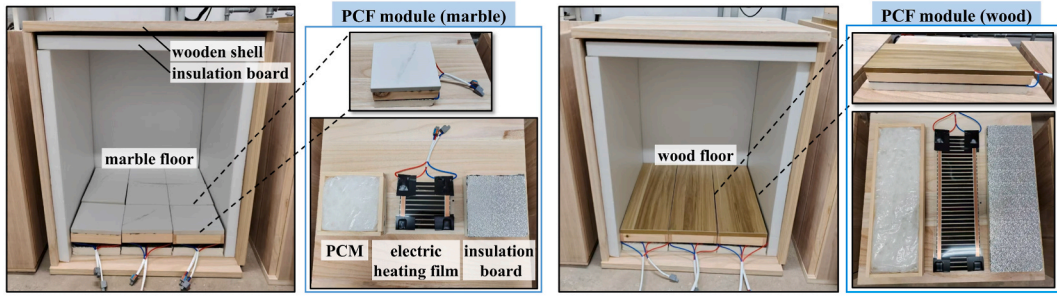 PCF module (marble)
wooden shell
insulation board
marble floor
PCM
electric
heating film
insulation
board
PCF module (wood)
wood floor